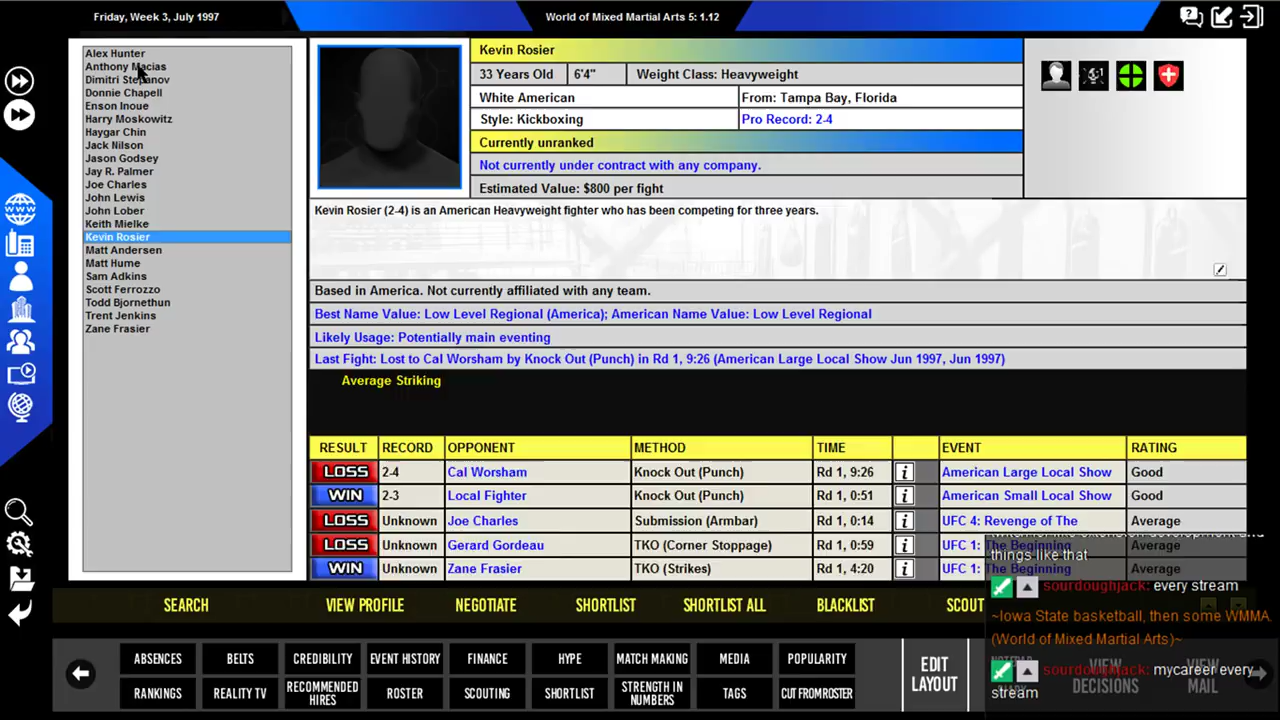 Friday, Week 3, July 1997
World of Mixed Martial Arts 5: 1.12
Alex Hunter
Anthony Macias
Dimitri Stepanov
Donnie Chapell
Enson Inoue
Harry Moskowitz
Haygar Chin
Jack Nilson
Jason Godsey
Jay R. Palmer
Joe Charles
John Lewis
John Lober
Keith Mielke
Kevin Rosier
Matt Andersen
Matt Hume
Sam Adkins
Scott Ferrozzo
Todd Bjornethun
Trent Jenkins
Zane Frasier
Kevin Rosier
33 Years Old 6'4" Weight Class: Heavyweight
White American From: Tampa Bay, Florida
Style: Kickboxing Pro Record: 2-4
Currently unranked
Not currently under contract with any company.
Estimated Value: $800 per fight
Kevin Rosier (2-4) is an American Heavyweight fighter who has been competing for three years.
Based in America. Not currently affiliated with any team.
Best Name Value: Low Level Regional (America); American Name Value: Low Level Regional
Likely Usage: Potentially main eventing
Last Fight: Lost to Cal Worsham by Knock Out (Punch) in Rd 1, 9:26 (American Large Local Show Jun 1997, Jun 1997)
Average Striking
RESULT RECORD OPPONENT METHOD TIME EVENT RATING
LOSS 2-4 Cal Worsham Knock Out (Punch) Rd 1, 9:26 i American Large Local Show Good
WIN 2-3 Local Fighter Knock Out (Punch) Rd 1, 0:51 i American Small Local Show Good
LOSS Unknown Joe Charles Submission (Armbar) Rd 1, 0:14 i UFC 4: Revenge of The Average
LOSS Unknown Gerard Gordeau TKO (Corner Stoppage) Rd 1, 0:59 i UFC 1: The Beginning Average
WIN Unknown Zane Frasier TKO (Strikes) Rd 1, 4:20 i UFC 1: The Beginning Average
things like that
sourdoughjack: every stream
~Iowa State basketball, then some WMMA. (World of Mixed Martial Arts)~
sourdoughjack: mycareer every stream
SEARCH VIEW PROFILE NEGOTIATE SHORTLIST SHORTLIST ALL BLACKLIST SCOUT
ABSENCES BELTS CREDIBILITY EVENT HISTORY FINANCE HYPE MATCH MAKING MEDIA POPULARITY
RANKINGS REALITY TV RECOMMENDED HIRES ROSTER SCOUTING SHORTLIST STRENGTH IN NUMBERS TAGS CUT FROM ROSTER
EDIT LAYOUT
VIEW DECISIONS
VIEW MAIL